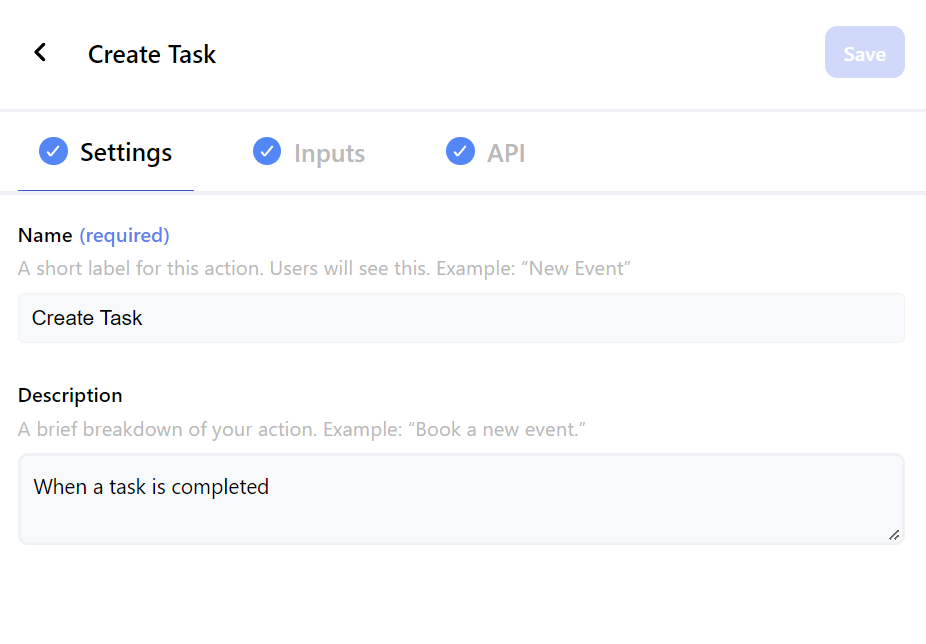 Create Task
Save
Settings
Inputs
API
Name (required)
A short label for this action. Users will see this. Example: “New Event”
Create Task
Description
A brief breakdown of your action. Example: “Book a new event.”
When a task is completed